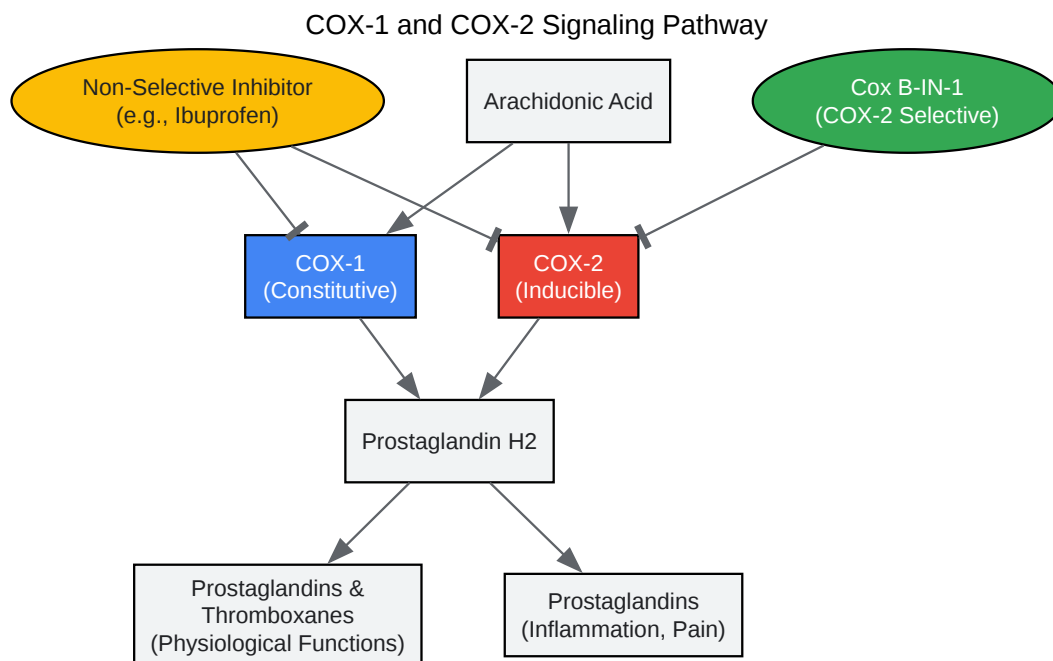 COX-1 and COX-2 Signaling Pathway
Non-Selective Inhibitor
(e.g., Ibuprofen)
Arachidonic Acid
Cox B-IN-1
(COX-2 Selective)
COX-1
(Constitutive)
COX-2
(Inducible)
Prostaglandin H2
Prostaglandins &
Thromboxanes
(Physiological Functions)
Prostaglandins
(Inflammation, Pain)